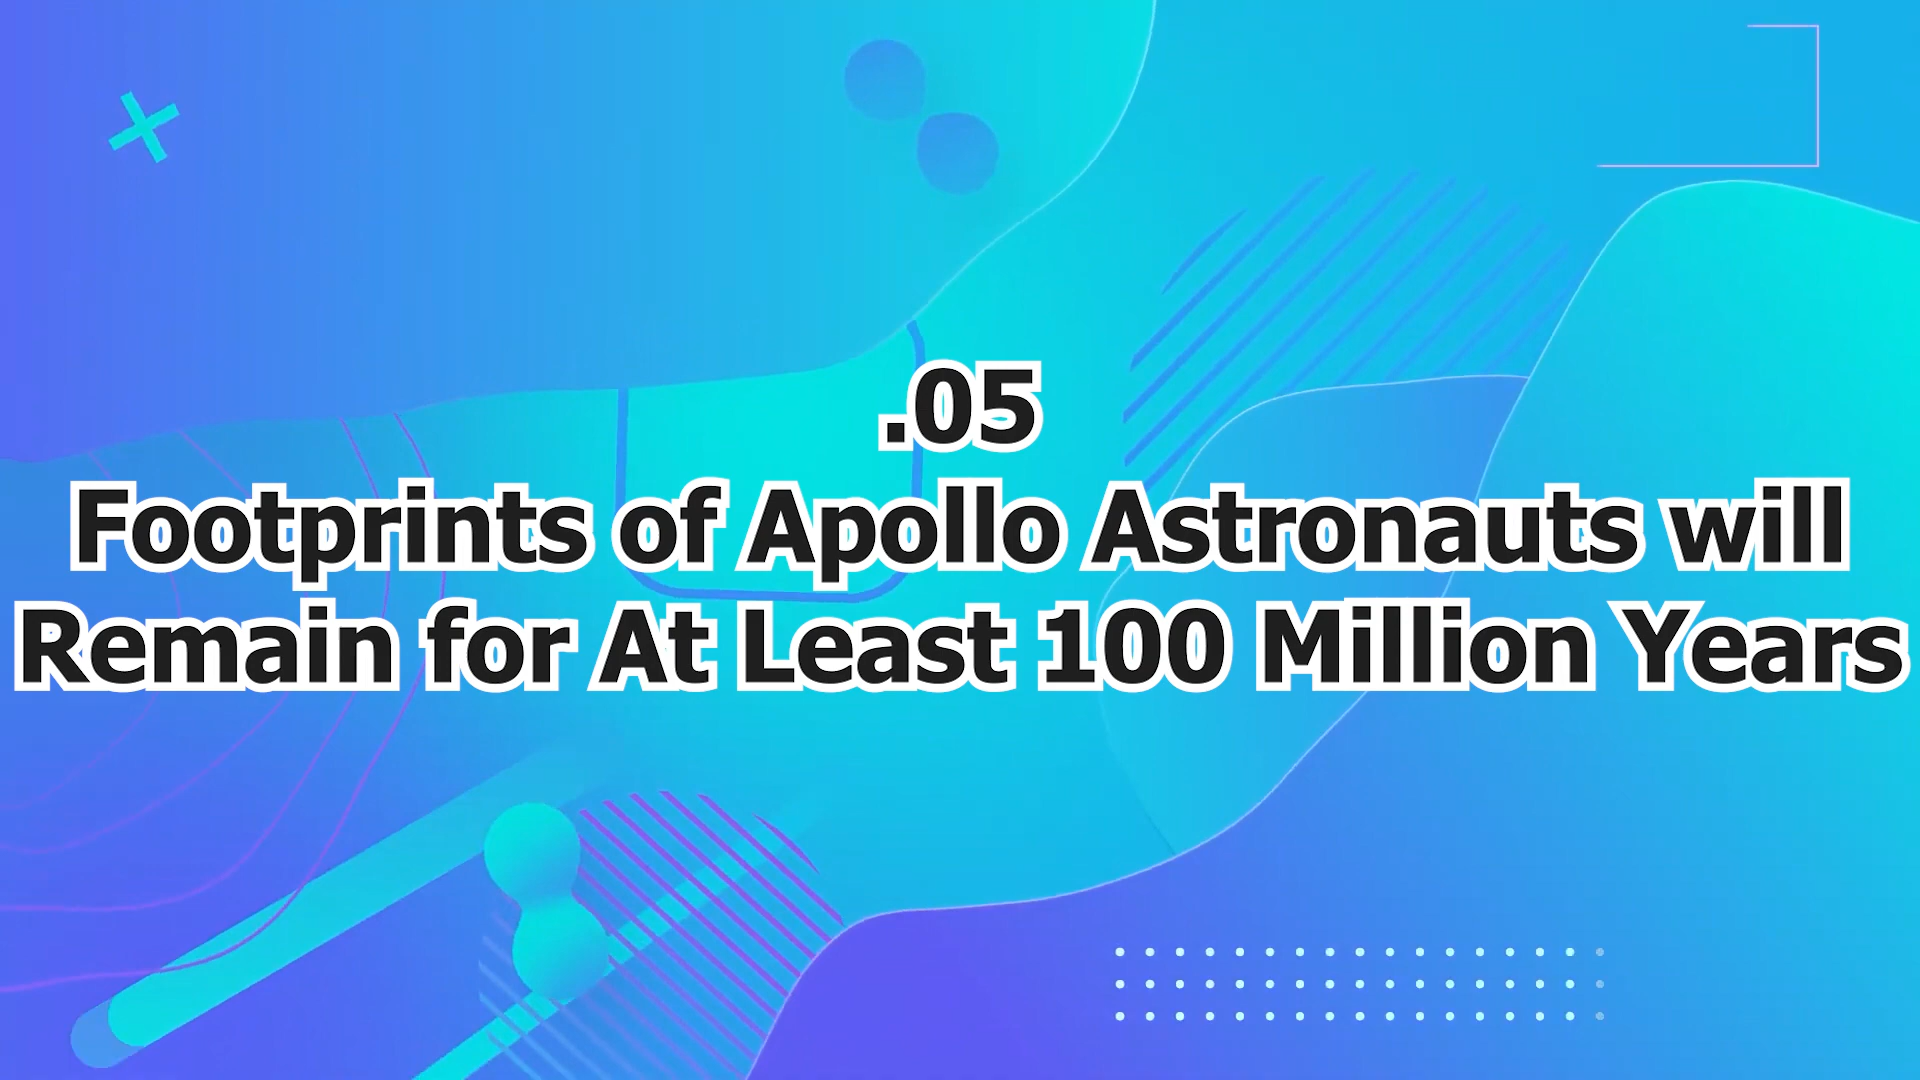 .05
Footprints of Apollo Astronauts will
Remain for At Least 100 Million Years